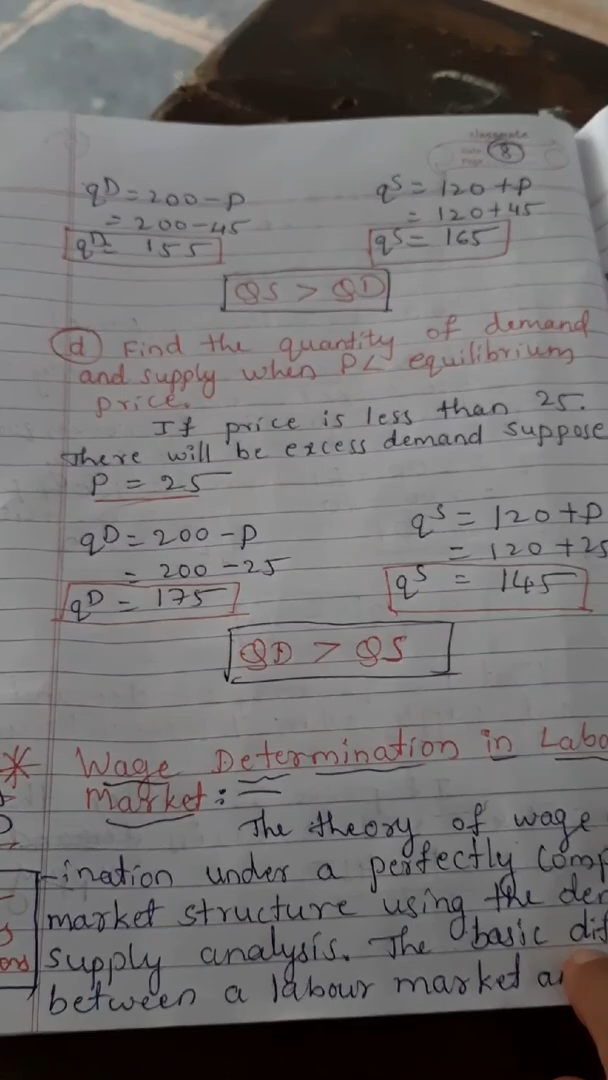 classmate
Date
Page 8
qD = 200 - P
= 200 - 45
qD = 155
qS = 120 + P
= 120 + 45
qS = 165
QS > QD
d Find the quantity of demand
and supply when P< equilibrium
price.
If price is less than 25.
There will be excess demand suppose
P = 25
qD = 200 - P
= 200 - 25
qD = 175
qS = 120 + P
= 120 + 25
qS = 145
QD > QS
* Wage Determination in Labo
Market :=
The theory of wage
-ination under a perfectly comp
market structure using the de
supply analysis. The basic dif
between a labour market a